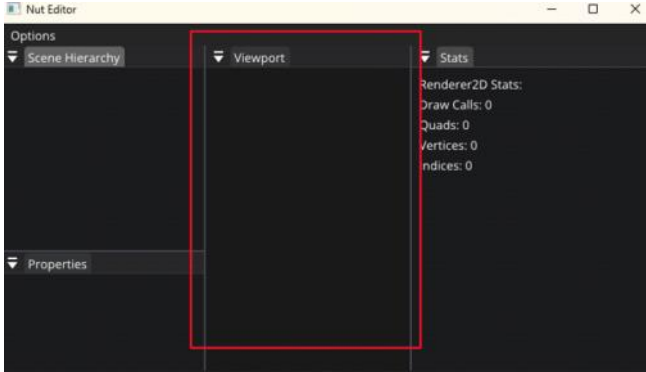 Nut Editor
Options
Scene Hierarchy
Viewport
Stats
Renderer2D Stats:
Draw Calls: 0
Quads: 0
Vertices: 0
Indices: 0
Properties